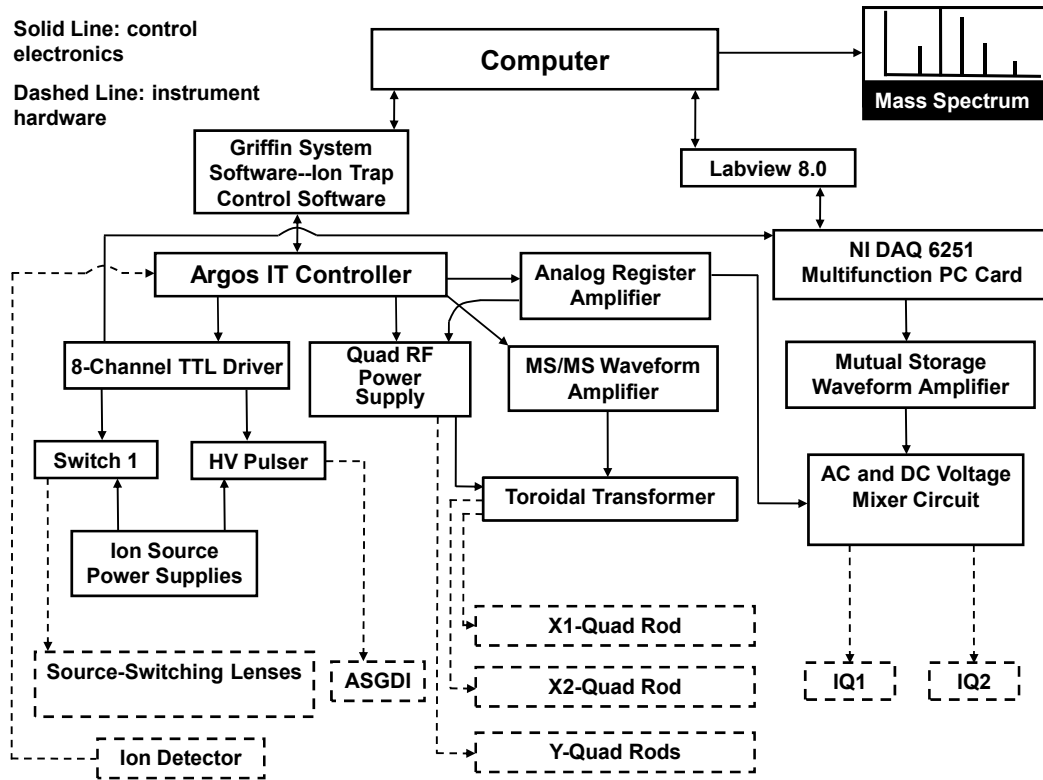 Solid Line: control
electronics
Dashed Line: instrument
hardware
Computer
Mass Spectrum
Griffin System
Software--Ion Trap
Control Software
Labview 8.0
Argos IT Controller
Analog Register
Amplifier
NI DAQ 6251
Multifunction PC Card
8-Channel TTL Driver
Quad RF
Power
Supply
MS/MS Waveform
Amplifier
Mutual Storage
Waveform Amplifier
Switch 1
HV Pulser
Toroidal Transformer
AC and DC Voltage
Mixer Circuit
Ion Source
Power Supplies
X1-Quad Rod
Source-Switching Lenses
ASGDI
X2-Quad Rod
IQ1
IQ2
Ion Detector
Y-Quad Rods